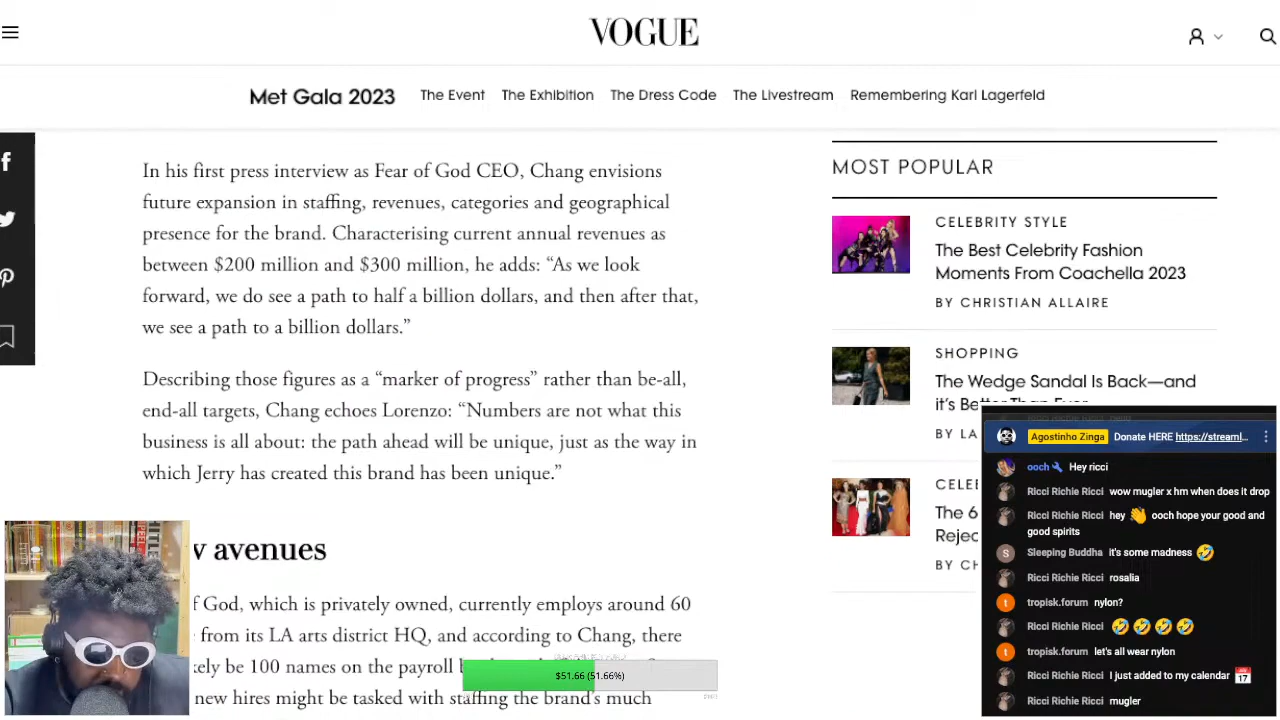 VOGUE
Met Gala 2023
The Event
The Exhibition
The Dress Code
The Livestream
Remembering Karl Lagerfeld
In his first press interview as Fear of God CEO, Chang envisions
future expansion in staffing, revenues, categories and geographical
presence for the brand. Characterising current annual revenues as
between $200 million and $300 million, he adds: “As we look
forward, we do see a path to half a billion dollars, and then after that,
we see a path to a billion dollars.”
Describing those figures as a “marker of progress” rather than be-all,
end-all targets, Chang echoes Lorenzo: “Numbers are not what this
business is all about: the path ahead will be unique, just as the way in
which Jerry has created this brand has been unique.”
avenues
of God, which is privately owned, currently employs around 60
from its LA arts district HQ, and according to Chang, there
be 100 names on the payroll
new hires might be tasked with staffing the brand’s much
$51.66 (51.66%)
MOST POPULAR
CELEBRITY STYLE
The Best Celebrity Fashion
Moments From Coachella 2023
BY CHRISTIAN ALLAIRE
SHOPPING
The Wedge Sandal Is Back—and
it’s Better Than Ever
BY LA
CELE
The 6
Rejec
BY CH
Agostinho Zinga Donate HERE https://streaml...
ooch Hey ricci
Ricci Richie Ricci wow mugler x hm when does it drop
Ricci Richie Ricci hey 👋 ooch hope your good and
good spirits
S Sleeping Buddha it's some madness 🤣
Ricci Richie Ricci rosalia
t tropisk.forum nylon?
Ricci Richie Ricci 🤣 🤣 🤣 🤣
t tropisk.forum let's all wear nylon
Ricci Richie Ricci I just added to my calendar 📅
Ricci Richie Ricci mugler